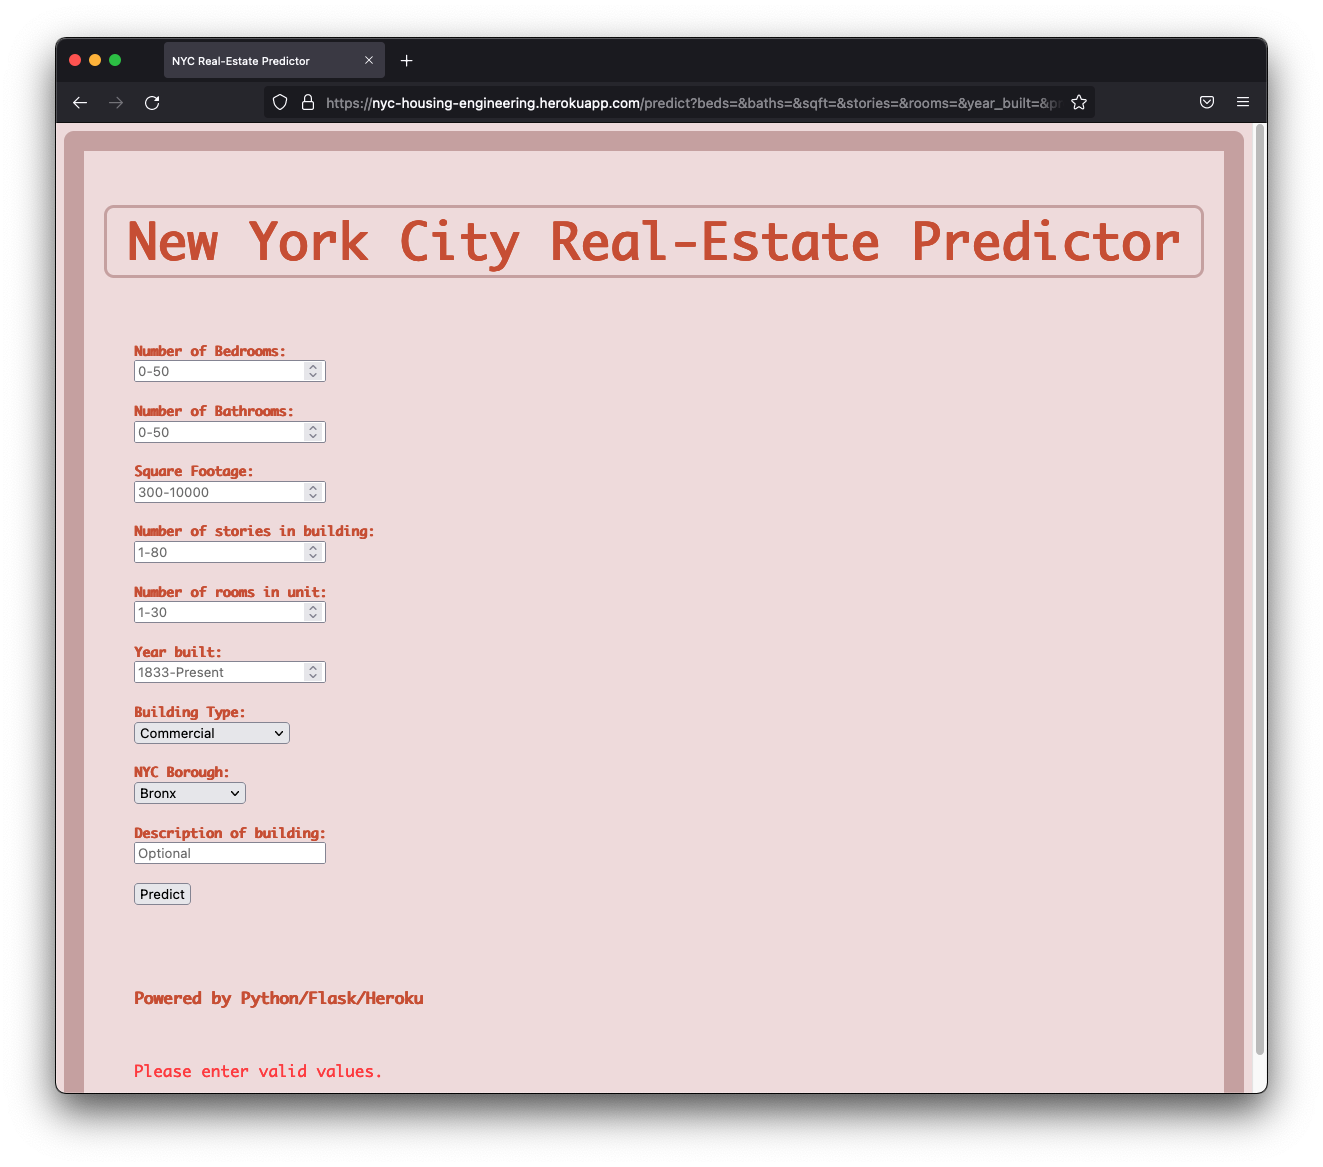 NYC Real-Estate Predictor
https://nyc-housing-engineering.herokuapp.com/predict?beds=&baths=&sqft=&stories=&rooms=&year_built=&p
New York City Real-Estate Predictor
Number of Bedrooms:
0-50
Number of Bathrooms:
0-50
Square Footage:
300-10000
Number of stories in building:
1-80
Number of rooms in unit:
1-30
Year built:
1833-Present
Building Type:
Commercial
NYC Borough:
Bronx
Description of building:
Optional
Predict
Powered by Python/Flask/Heroku
Please enter valid values.